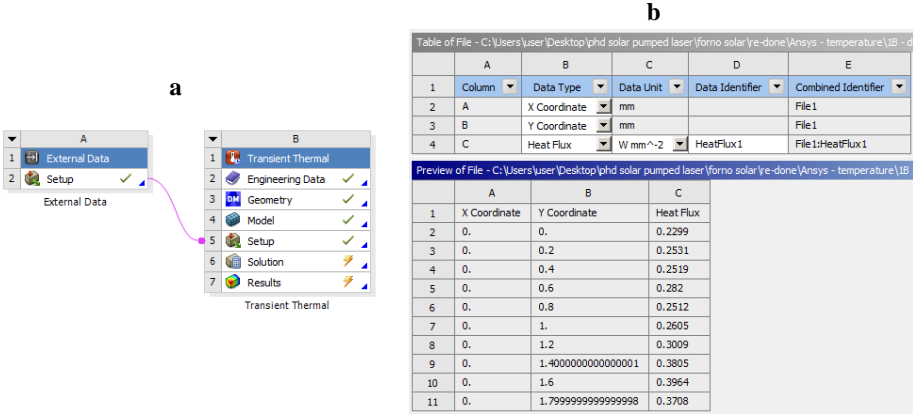 a
A
1 External Data
2 Setup
External Data
B
1 Transient Thermal
2 Engineering Data
3 DM Geometry
4 Model
5 Setup
6 Solution
7 Results
Transient Thermal
b
Table of File - C:\Users\user\Desktop\phd solar pumped laser\forno solar\re-done\Ansys - temperature\1B - d
A B C D E
1 Column Data Type Data Unit Data Identifier Combined Identifier
2 A X Coordinate mm File1
3 B Y Coordinate mm File1
4 C Heat Flux W mm^-2 HeatFlux1 File1:HeatFlux1
Preview of File - C:\Users\user\Desktop\phd solar pumped laser\forno solar\re-done\Ansys - temperature\1B
A B C
1 X Coordinate Y Coordinate Heat Flux
2 0. 0. 0.2299
3 0. 0.2 0.2531
4 0. 0.4 0.2519
5 0. 0.6 0.282
6 0. 0.8 0.2512
7 0. 1. 0.2605
8 0. 1.2 0.3009
9 0. 1.4000000000000001 0.3805
10 0. 1.6 0.3964
11 0. 1.7999999999999998 0.3708